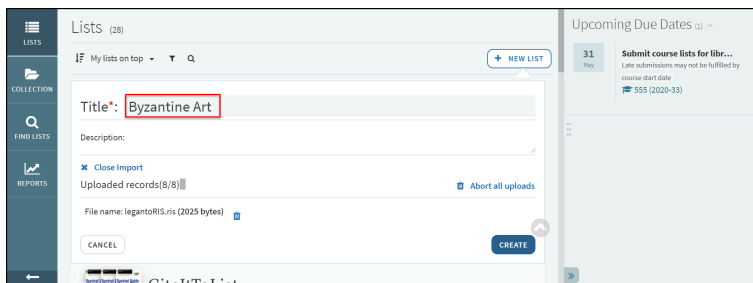 LISTS
COLLECTION
FIND LISTS
REPORTS
Lists (28)
My lists on top
+ NEW LIST
Title*: Byzantine Art
Description:
Close Import
Uploaded records(8/8)
Abort all uploads
File name: legantoRIS.ris (2025 bytes)
CANCEL
CREATE
CiteItToList
Upcoming Due Dates (1)
31
May
Submit course lists for libr...
Late submissions may not be fulfilled by
course start date
555 (2020-33)